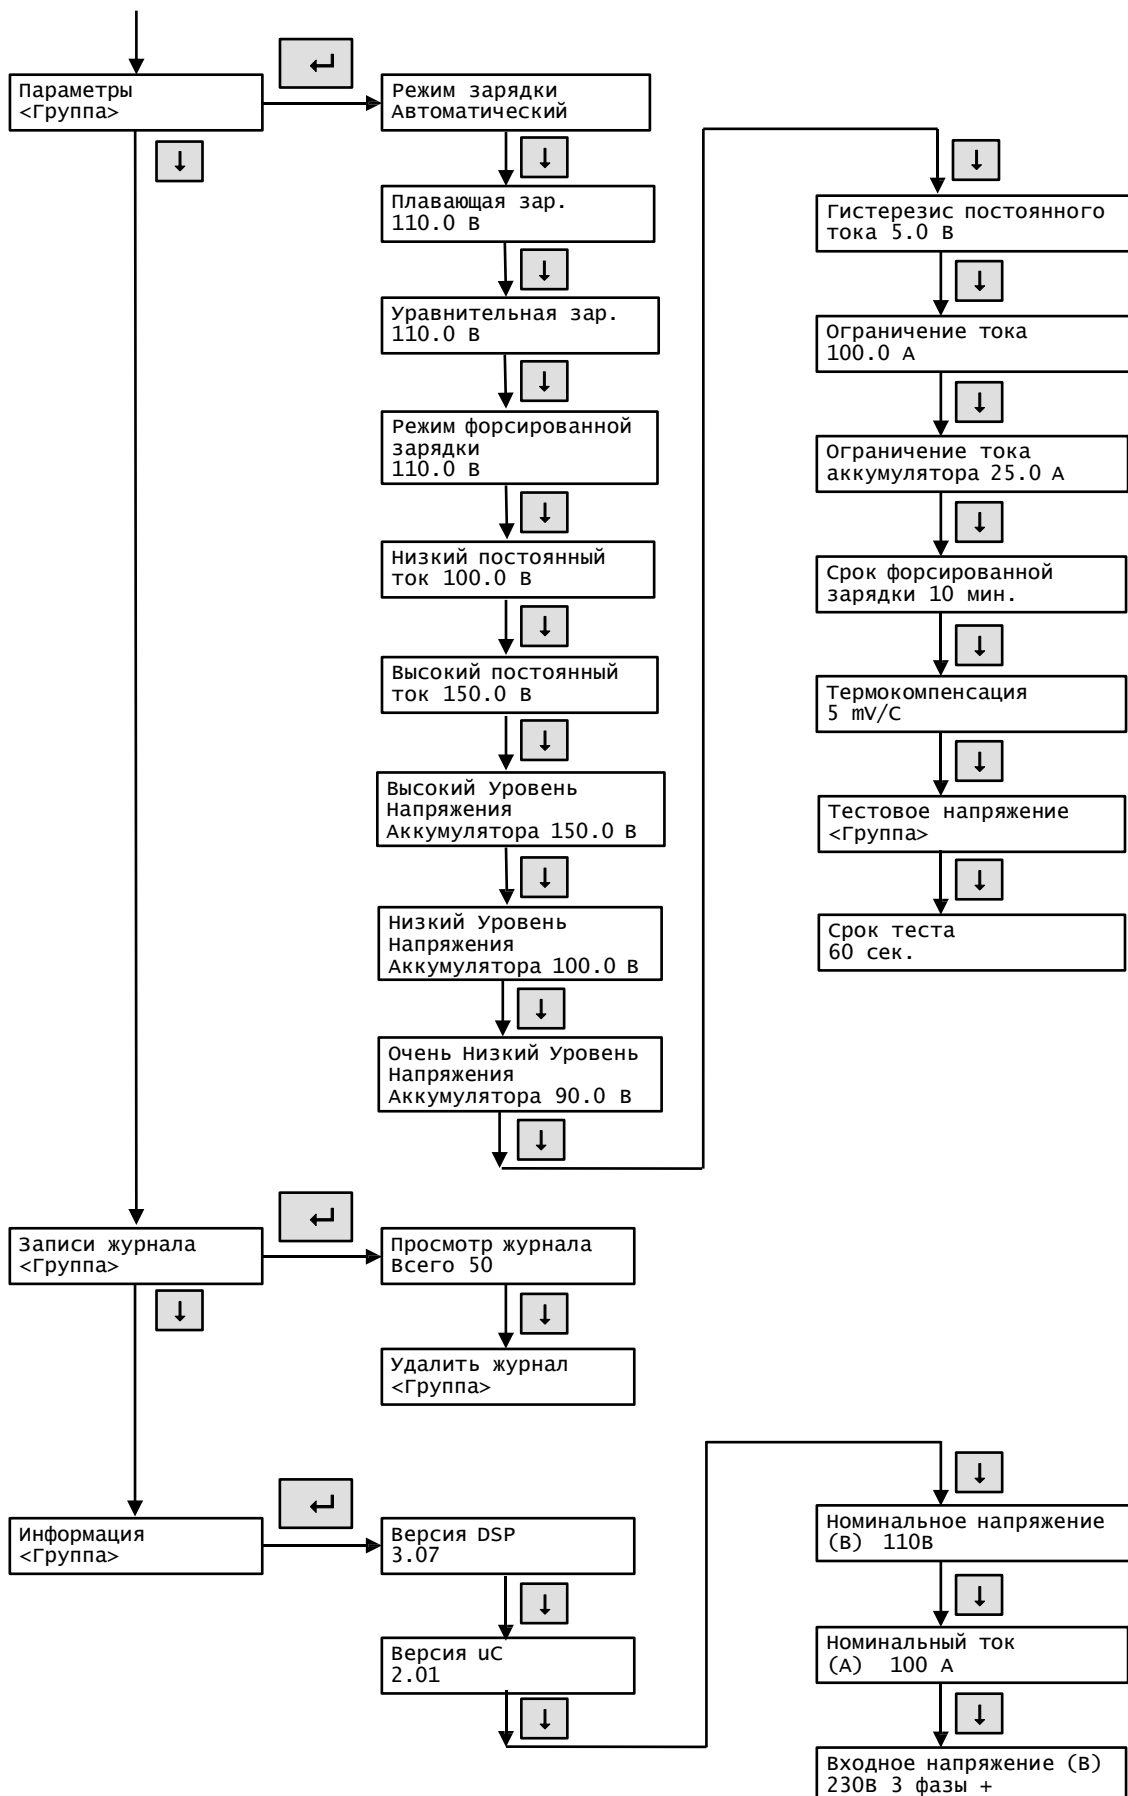 Параметры
<Группа>
Режим зарядки
Автоматический
Плавающая зар.
110.0 В
Уравнительная зар.
110.0 В
Режим форсированной
зарядки
110.0 В
Низкий постоянный
ток 100.0 В
Высокий постоянный
ток 150.0 В
Высокий Уровень
Напряжения
Аккумулятора 150.0 В
Низкий Уровень
Напряжения
Аккумулятора 100.0 В
Очень Низкий Уровень
Напряжения
Аккумулятора 90.0 В
Гистерезис постоянного
тока 5.0 В
Ограничение тока
100.0 А
Ограничение тока
аккумулятора 25.0 А
Срок форсированной
зарядки 10 мин.
Термокомпенсация
5 mV/C
Тестовое напряжение
<Группа>
Срок теста
60 сек.
Записи журнала
<Группа>
Просмотр журнала
Всего 50
Удалить журнал
<Группа>
Информация
<Группа>
Версия DSP
3.07
Версия uC
2.01
Номинальное напряжение
(В) 110В
Номинальный ток
(А) 100 А
Входное напряжение (В)
230В 3 фазы +